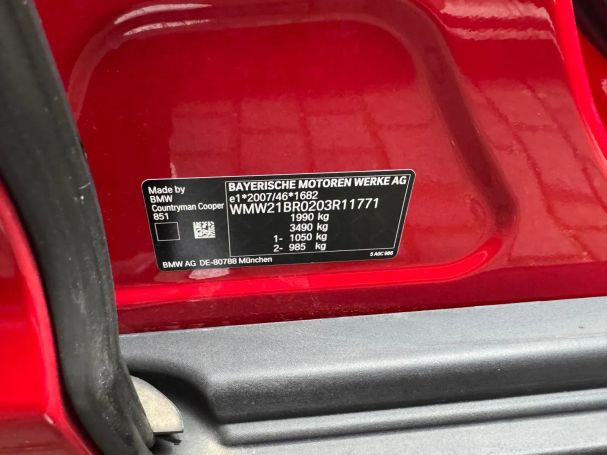 Made by
BMW
Countryman Cooper
851
BAYERISCHE MOTOREN WERKE AG
e1*2007/46*1682
WMW21BR0203R11771
1990 kg
3490 kg
1- 1050 kg
2- 985 kg
BMW AG DE-80788 München